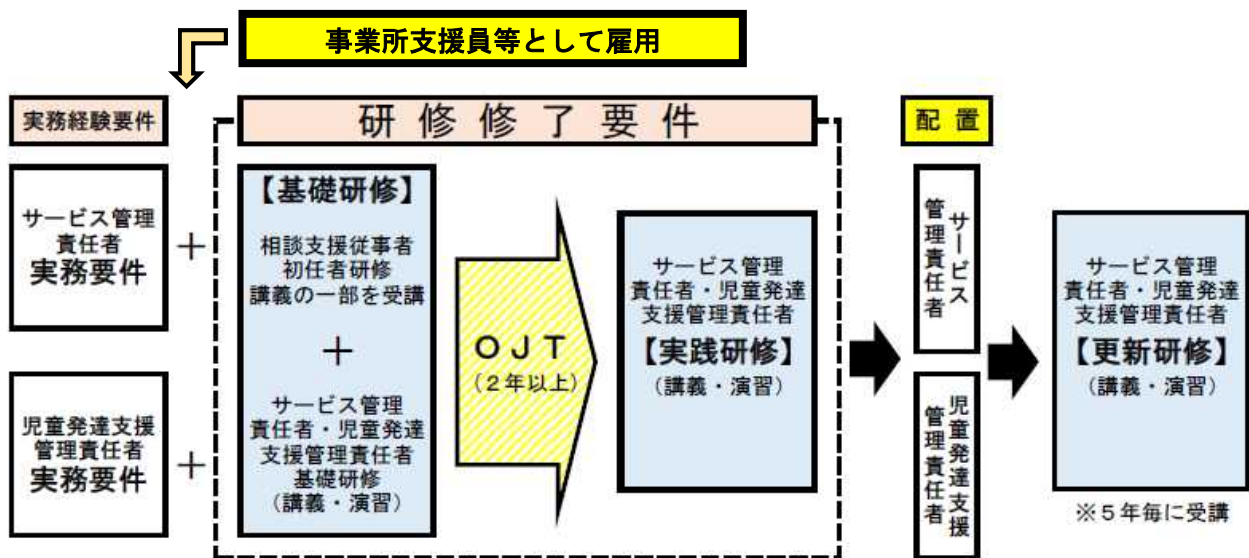 事業所支援員等として雇用
実務経験要件
研修修了要件
配置
サービス管理
責任者
実務要件
+
児童発達支援
管理責任者
実務要件
+
【基礎研修】
相談支援従事者
初任者研修
講義の一部を受講
+
サービス管理
責任者・児童発達
支援管理責任者
基礎研修
(講義・演習)
OJT
(2年以上)
サービス管理
責任者・児童発達
支援管理責任者
【実践研修】
(講義・演習)
サービス
管理責任者
児童発達支援
管理責任者
サービス管理
責任者・児童発達
支援管理責任者
【更新研修】
(講義・演習)
※5年毎に受講